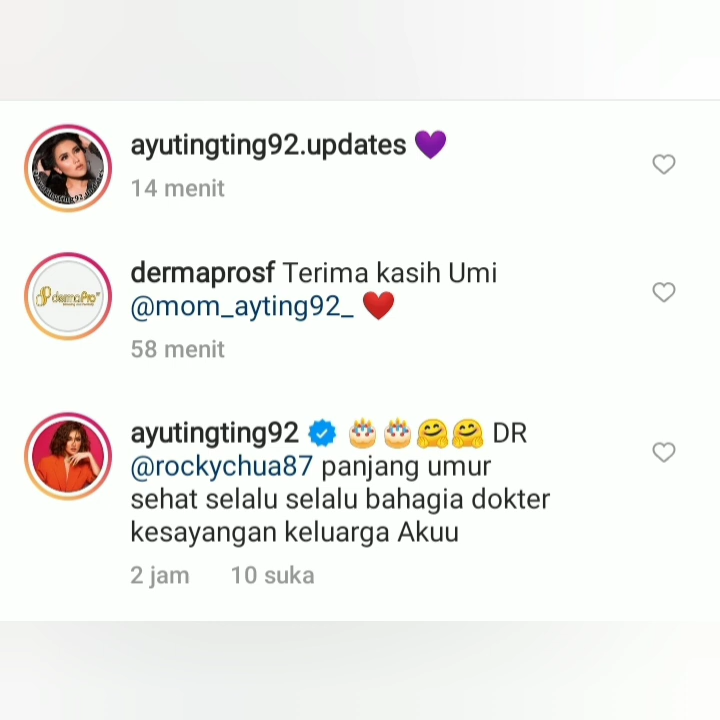 ayutingting92.updates 💜
14 menit
dermaPro
dermaprosf Terima kasih Umi
@mom_ayting92_ ❤️
58 menit
ayutingting92 🎂🎂🤗🤗 DR
@rockychua87 panjang umur
sehat selalu selalu bahagia dokter
kesayangan keluarga Akuu
2 jam 10 suka